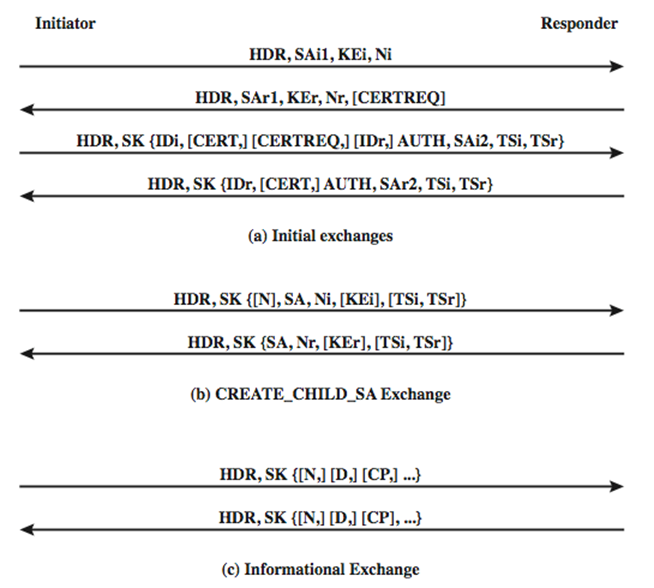 Initiator
Responder
HDR, SAi1, KEi, Ni
HDR, SAr1, KEr, Nr, [CERTREQ]
HDR, SK {IDi, [CERT,] [CERTREQ,] [IDr,] AUTH, SAi2, TSi, TSr}
HDR, SK {IDr, [CERT,] AUTH, SAr2, TSi, TSr}
(a) Initial exchanges
HDR, SK {[N], SA, Ni, [KEi], [TSi, TSr]}
HDR, SK {SA, Nr, [KEr], [TSi, TSr]}
(b) CREATE_CHILD_SA Exchange
HDR, SK {[N,] [D,] [CP,] ...}
HDR, SK {[N,] [D,] [CP], ...}
(c) Informational Exchange